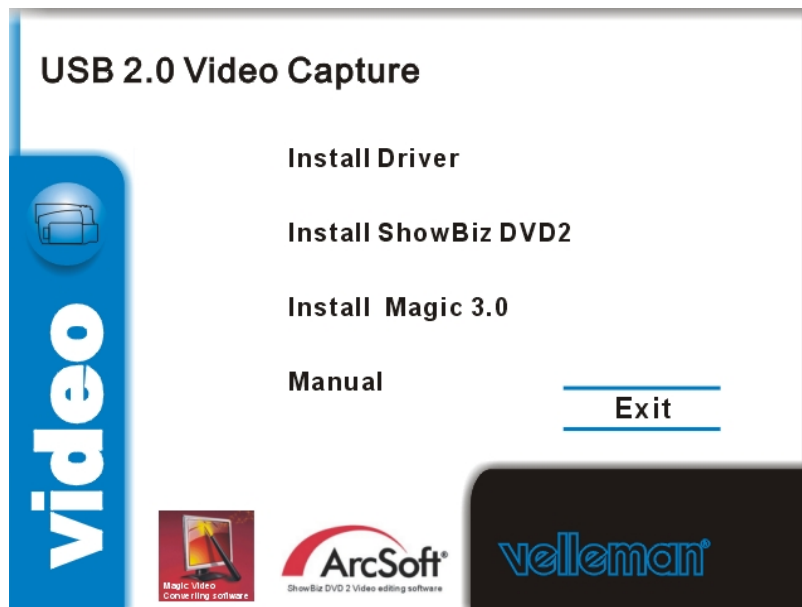 USB 2.0 Video Capture
Install Driver
Install ShowBiz DVD2
Install Magic 3.0
Manual
Exit
video
Magic Video
Converting software
ArcSoft®
ShowBiz DVD 2 Video editing software
velleman®